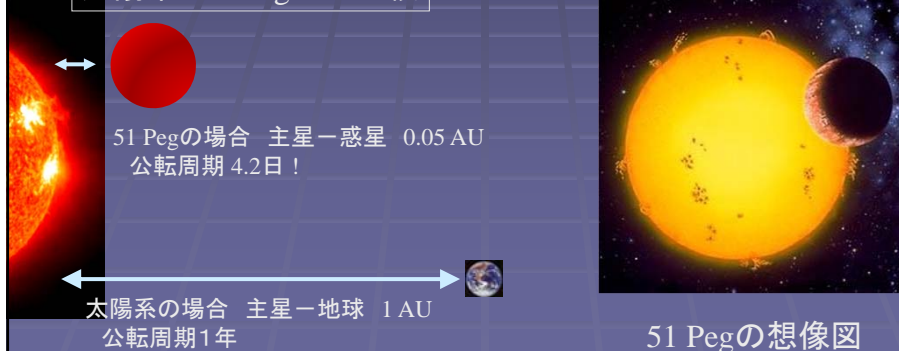 51 Pegの場合 主星－惑星 0.05 AU
公転周期 4.2日！
太陽系の場合 主星－地球 1 AU
公転周期1年
51 Pegの想像図